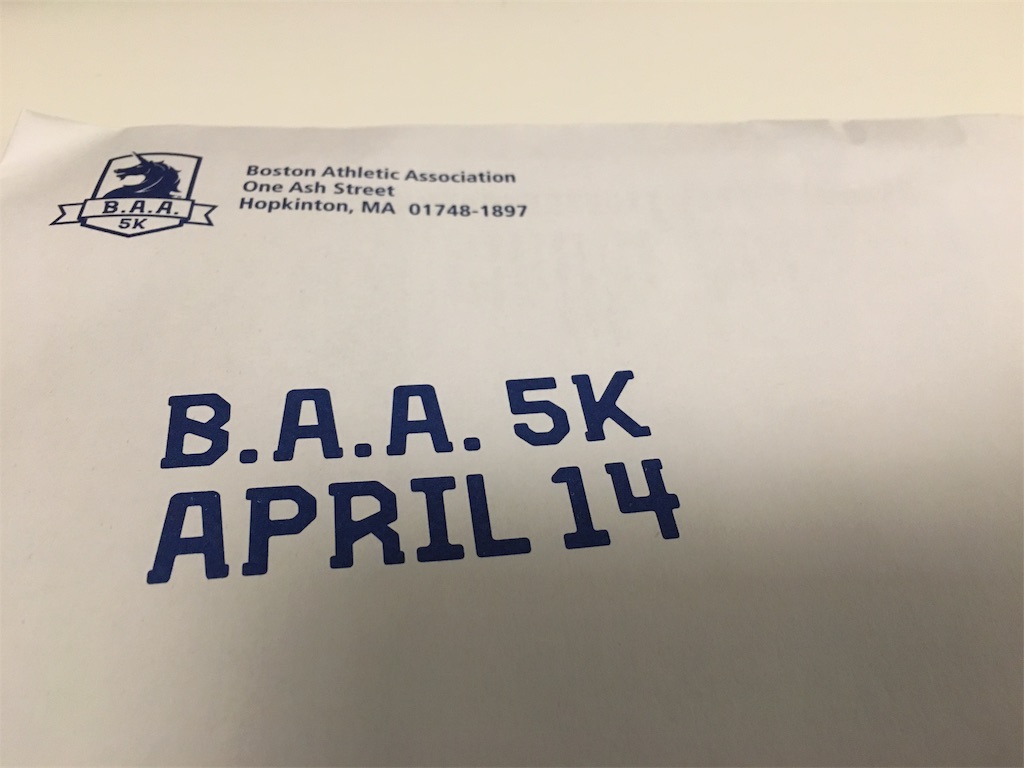 B.A.A.
5K
Boston Athletic Association
One Ash Street
Hopkinton, MA 01748-1897
B.A.A. 5K
APRIL 14